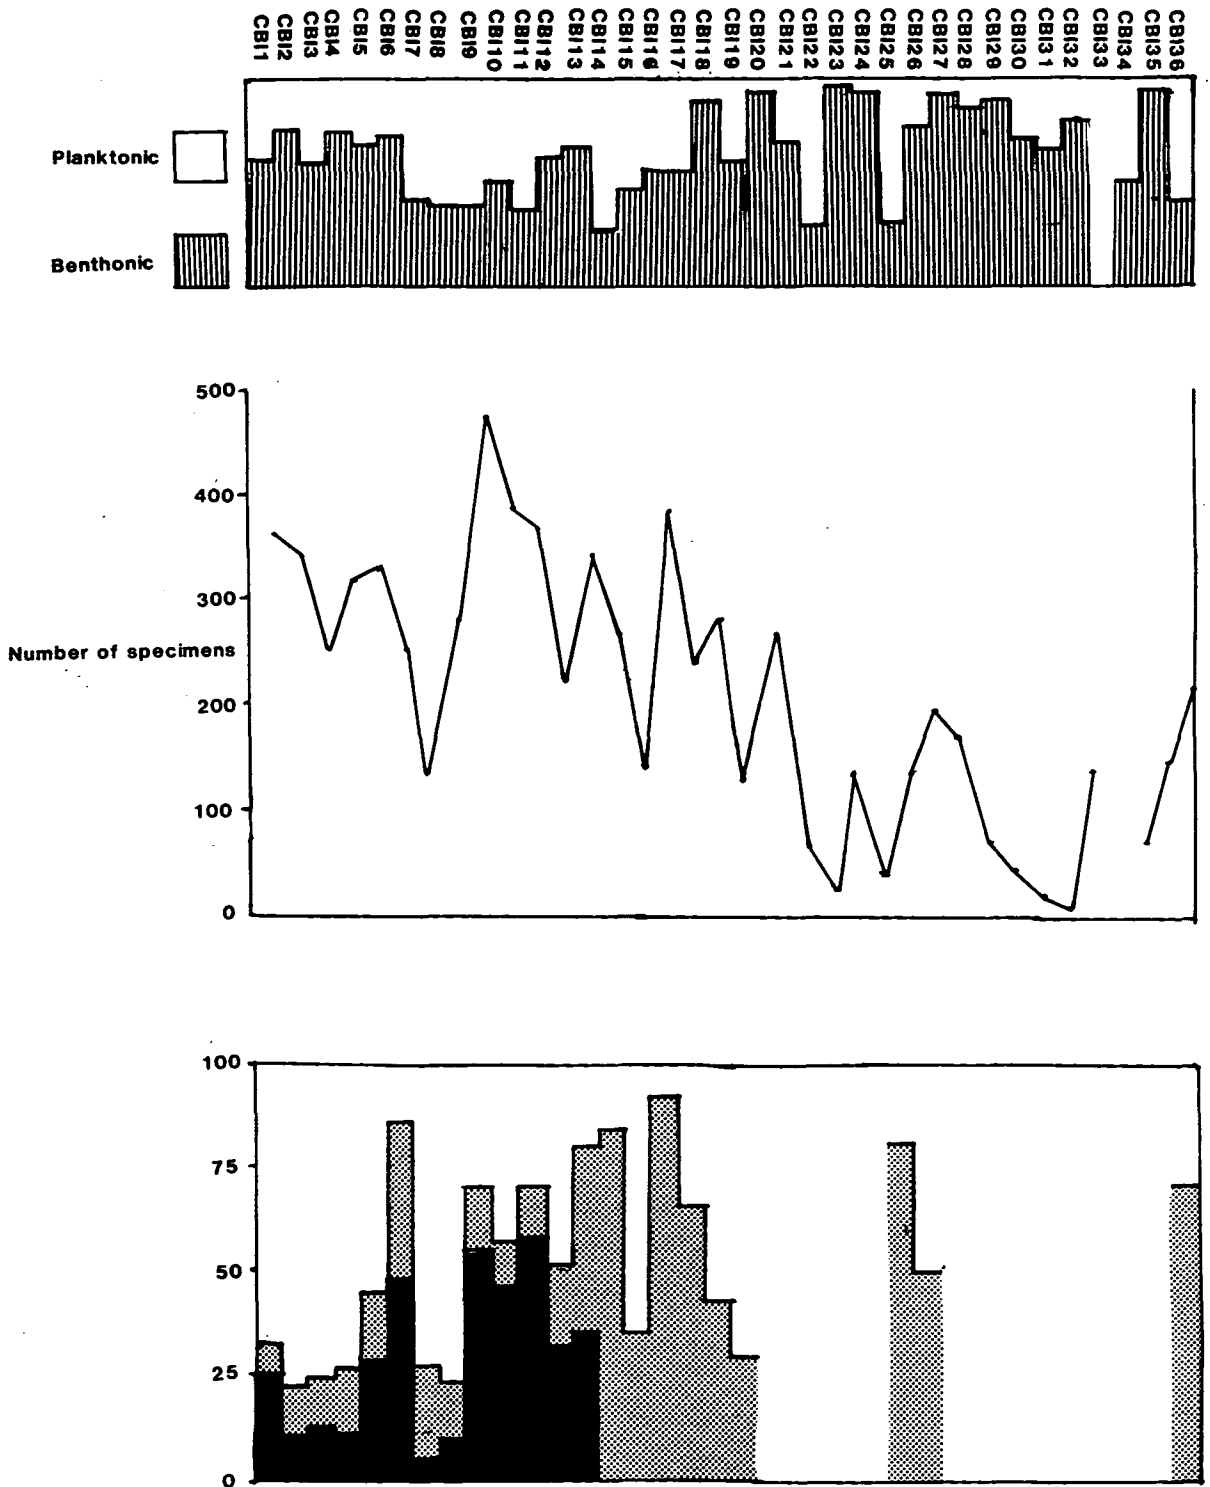 CBI1 CBI2 CBI3 CBI4 CBI5 CBI6 CBI7 CBI8 CBI9 CBI10 CBI11 CBI12 CBI13 CBI14 CBI15 CBI16 CBI17 CBI18 CBI19 CBI20 CBI21 CBI22 CBI23 CBI24 CBI25 CBI26 CBI27 CBI28 CBI29 CBI30 CBI31 CBI32 CBI33 CBI34 CBI35 CBI36
Planktonic
Benthonic
500
400
300
Number of specimens
200
100
0
100
75
50
25
0